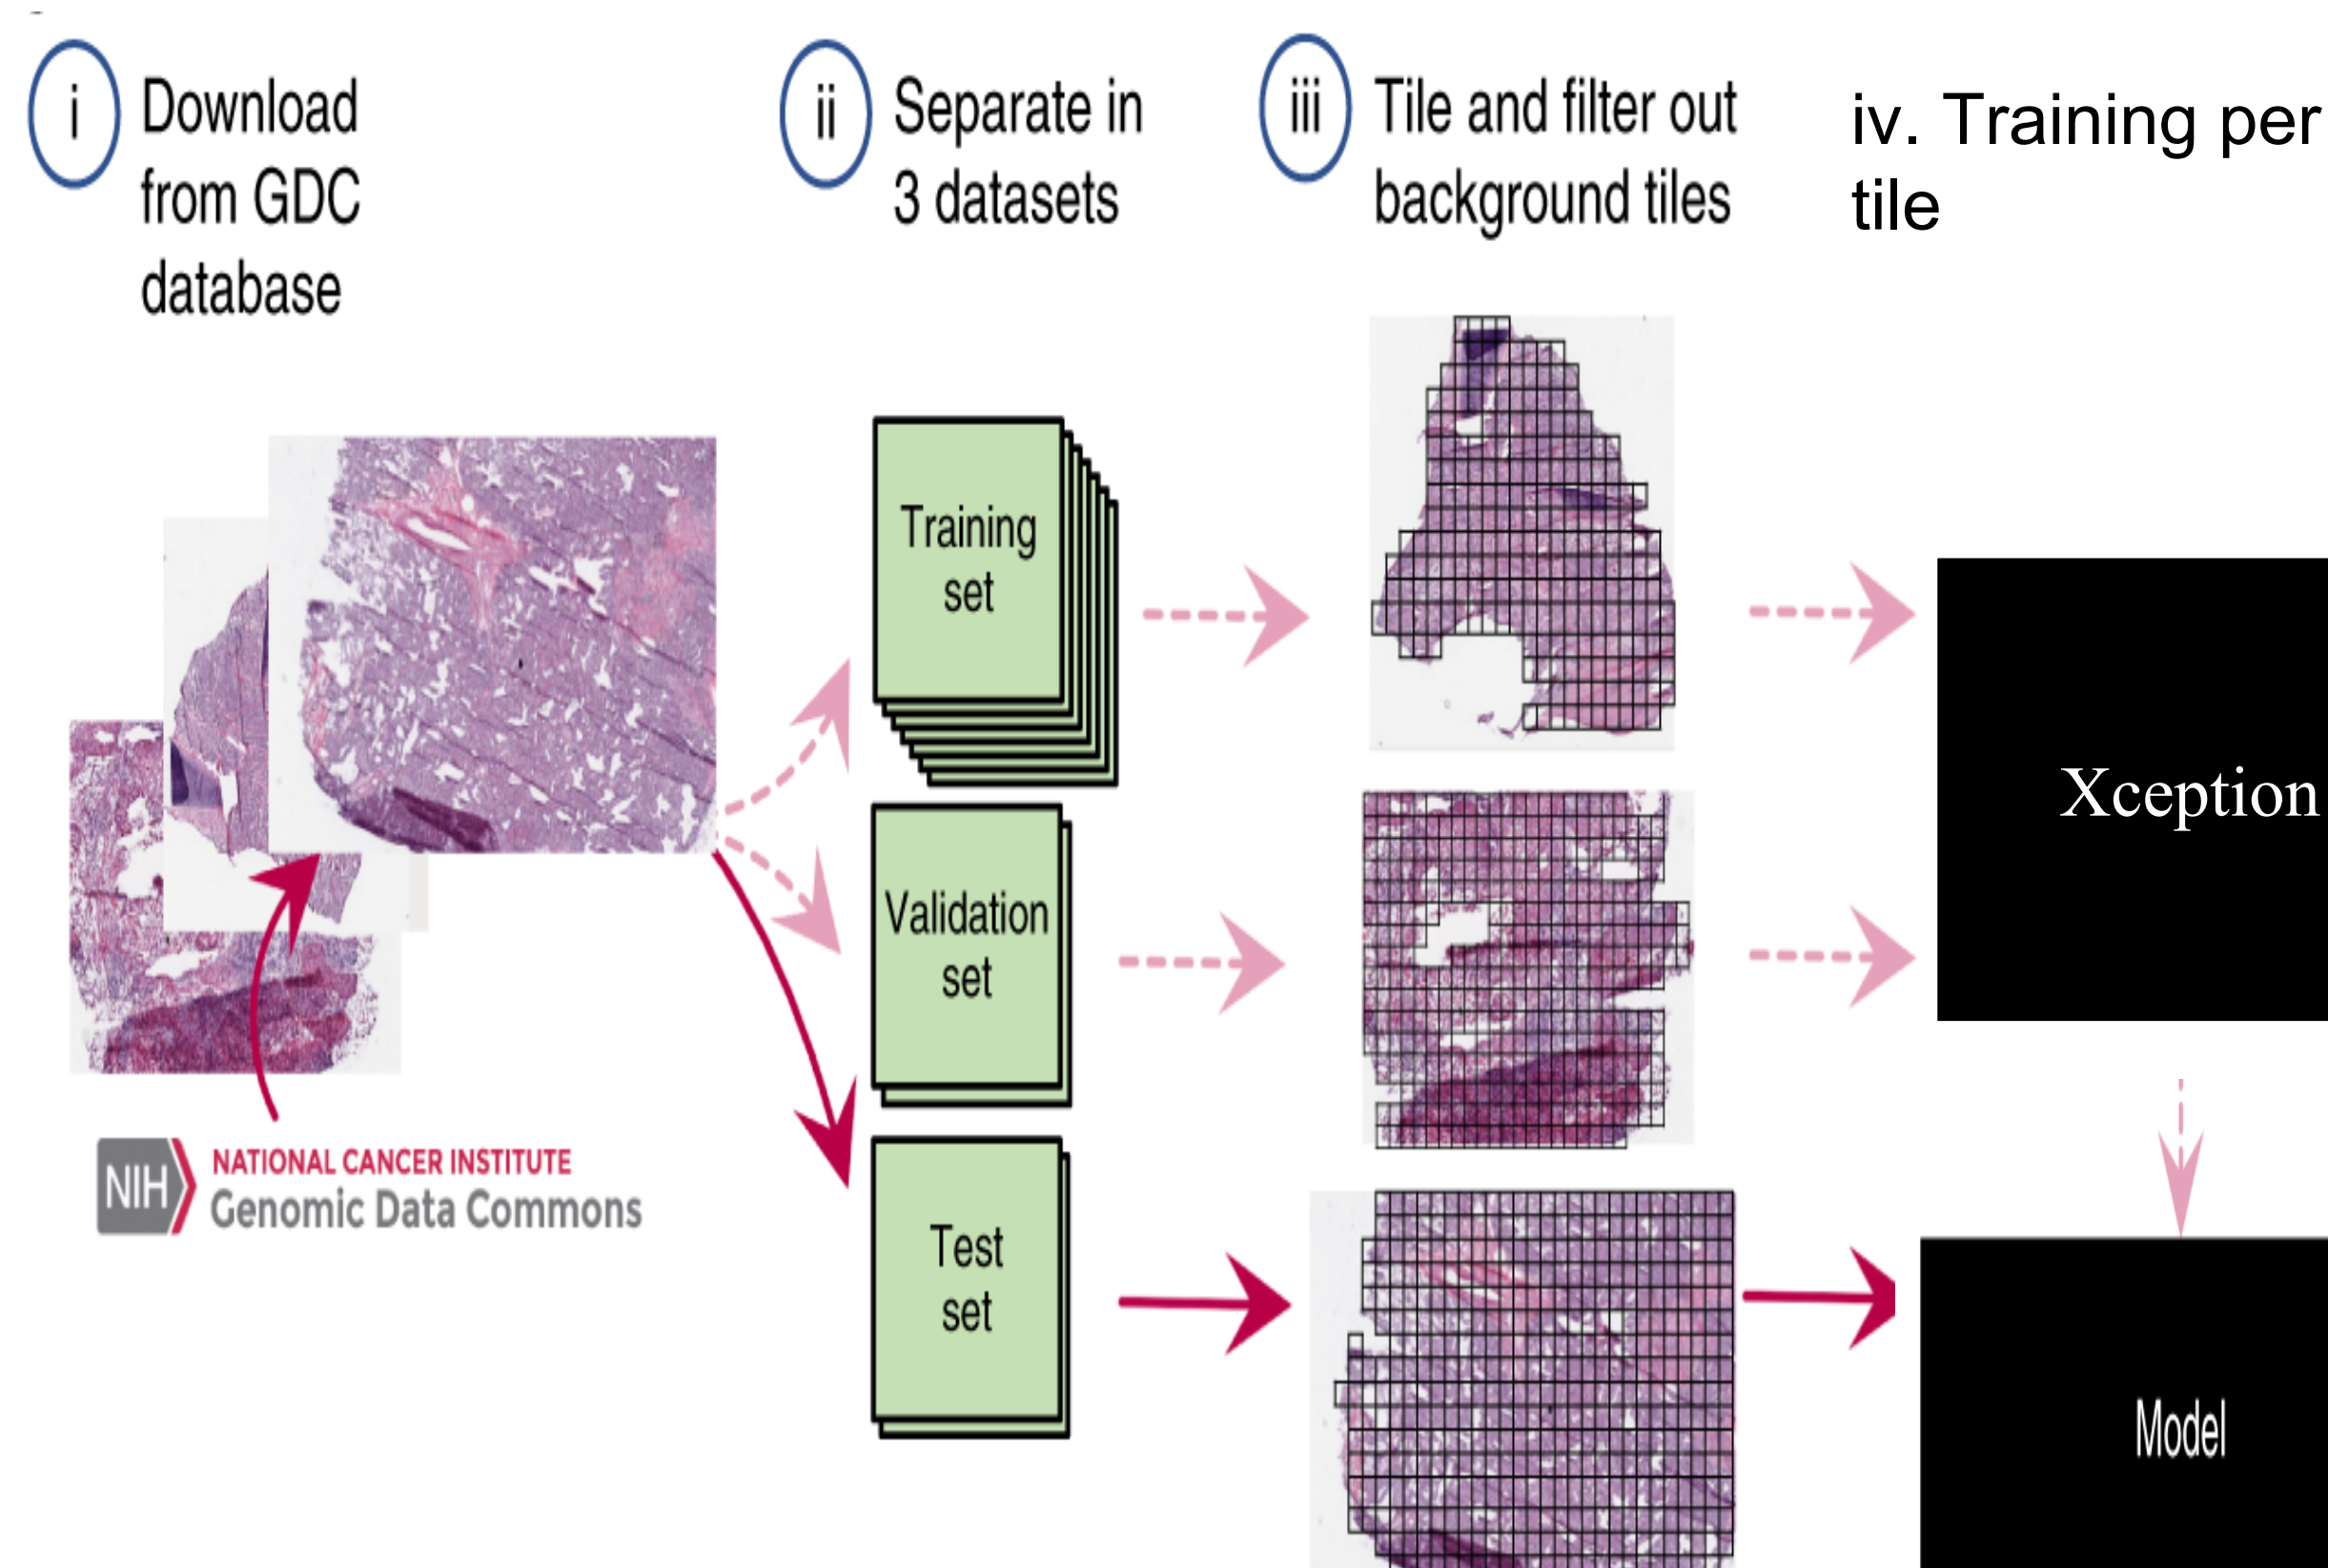 i Download
from GDC
database
ii Separate in
3 datasets
iii Tile and filter out
background tiles
iv. Training per
tile
Training
set
Validation
set
Test
set
Xception
Model
NIH NATIONAL CANCER INSTITUTE
Genomic Data Commons